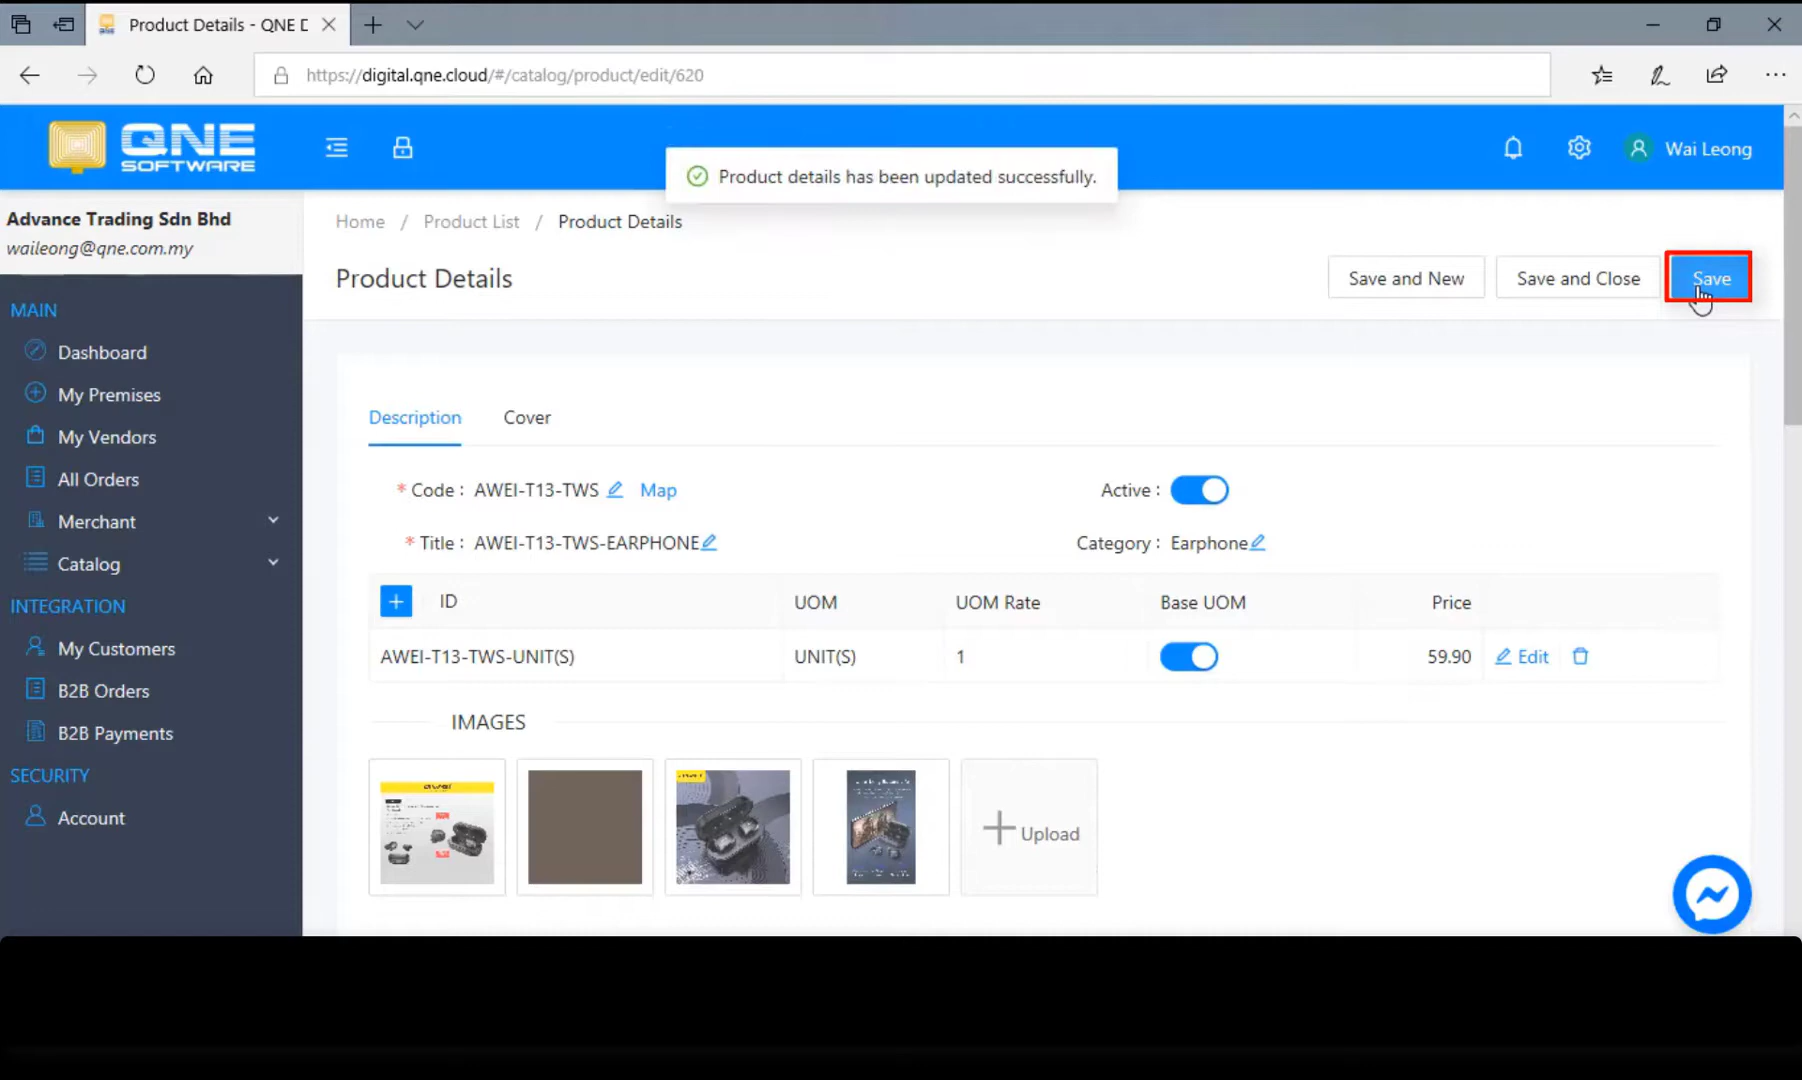 Product Details - QNE D
https://digital.qne.cloud/#/catalog/product/edit/620
QNE
SOFTWARE
Wai Leong
Product details has been updated successfully.
Advance Trading Sdn Bhd
waileong@qne.com.my
Home / Product List / Product Details
Product Details
Save and New
Save and Close
Save
MAIN
Dashboard
My Premises
My Vendors
All Orders
Merchant
Catalog
INTEGRATION
My Customers
B2B Orders
B2B Payments
SECURITY
Account
Description
Cover
* Code : AWEI-T13-TWS Map
Active :
* Title : AWEI-T13-TWS-EARPHONE
Category : Earphone
+ ID UOM UOM Rate Base UOM Price
AWEI-T13-TWS-UNIT(S) UNIT(S) 1 59.90 Edit
IMAGES
Upload